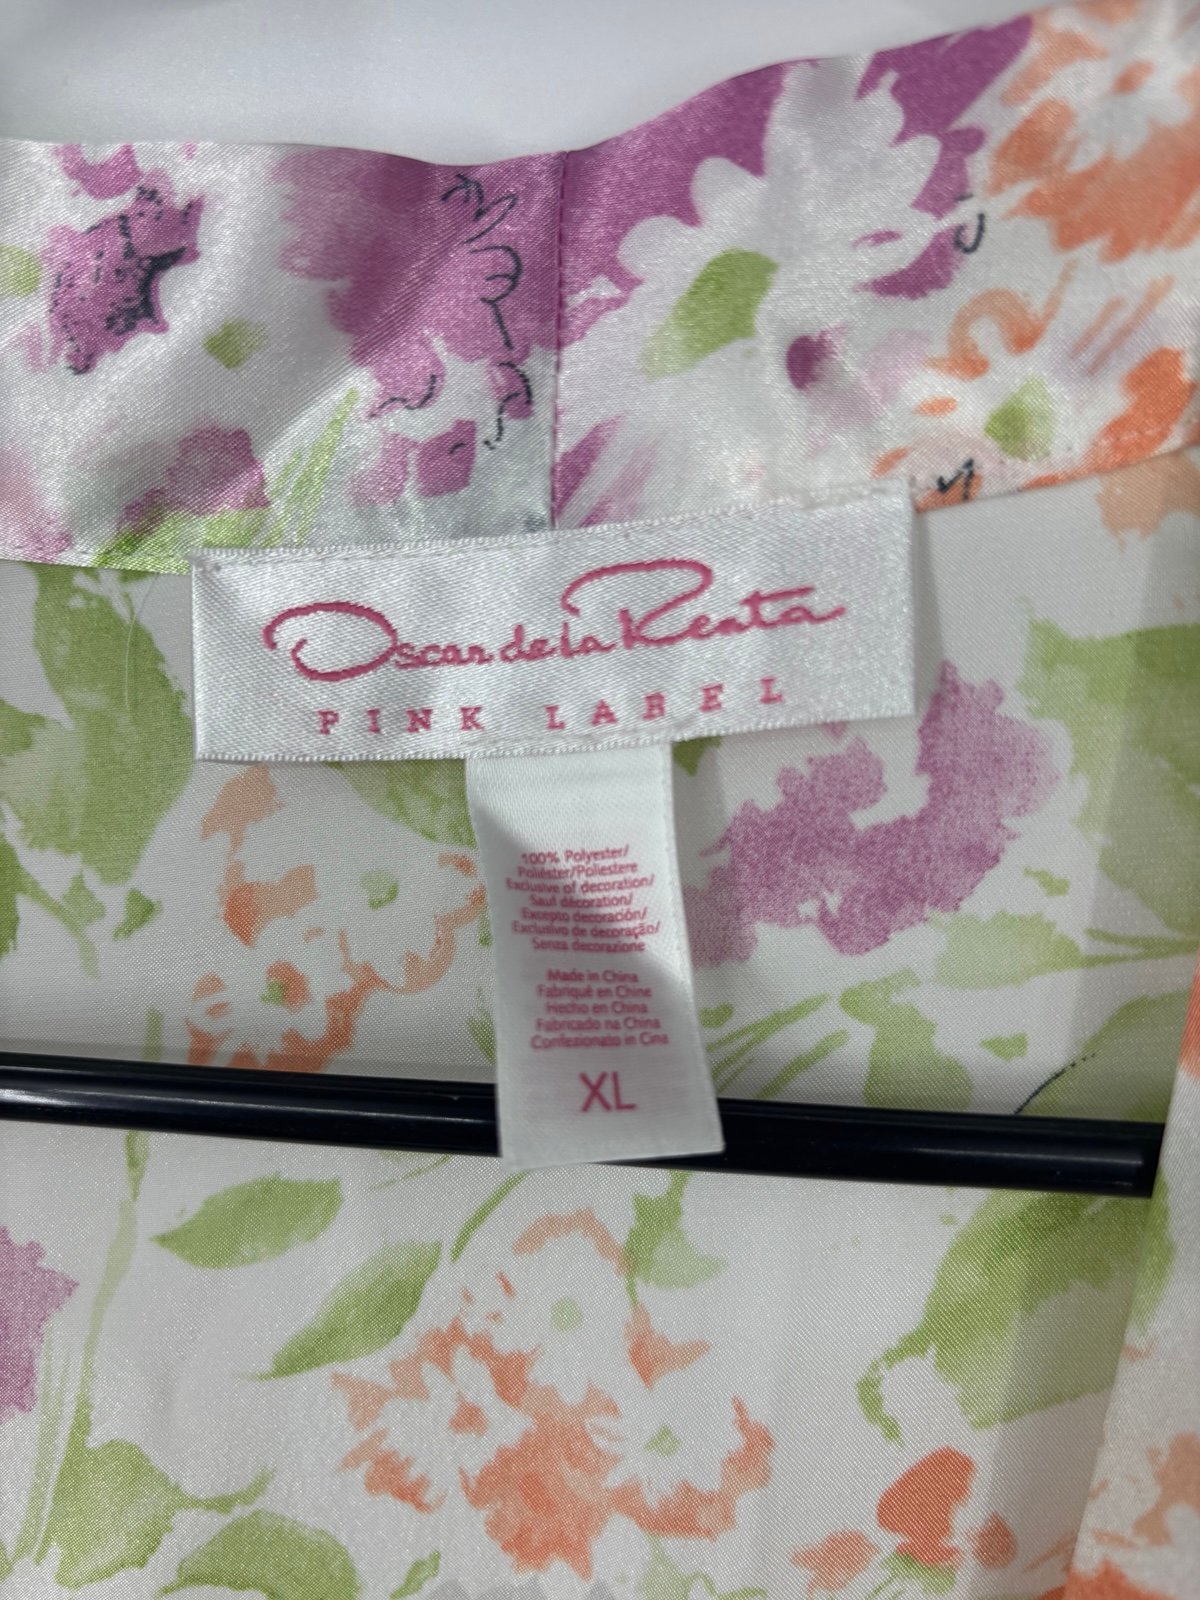 Oscar de la Renta
PINK LABEL
100% Polyester/
Poliéster/Poliestere
Exclusive of decoration/
Sauf décoration/
Excepto decoración/
Exclusivo de decoração/
Senza decorazione
Made in China
Fabriqué en Chine
Hecho en China
Fabricado na China
Confezionato in Cina
XL